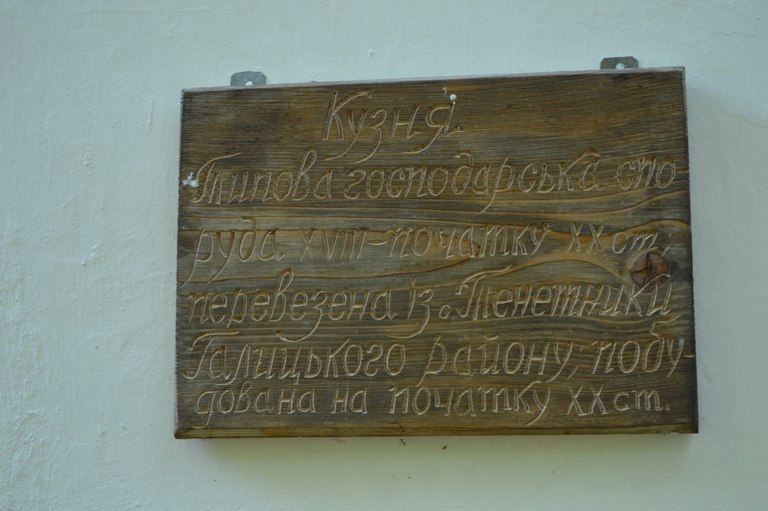 Кузня.
Типова господарська спо-
руда XVIII-початку XX ст,
перевезена із с. Тенетники
Галицького району; побу-
дована на початку XX ст.